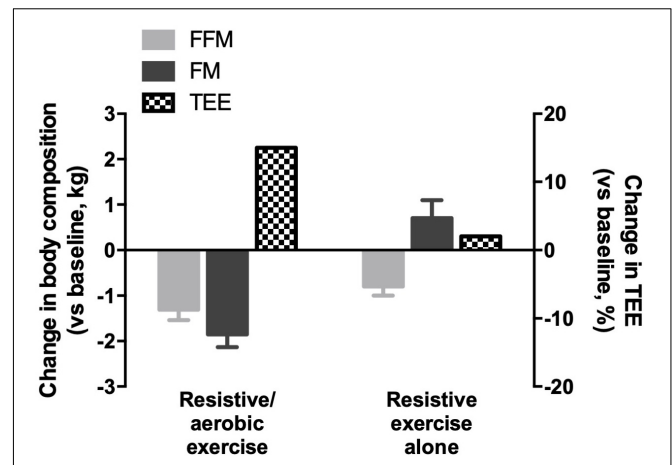 FFM
FM
TEE
Change in body composition
(vs baseline, kg)
3
2
1
0
-1
-2
-3
20
10
0
-10
-20
Change in TEE
(vs baseline, %)
Resistive/
aerobic
exercise
Resistive
exercise
alone